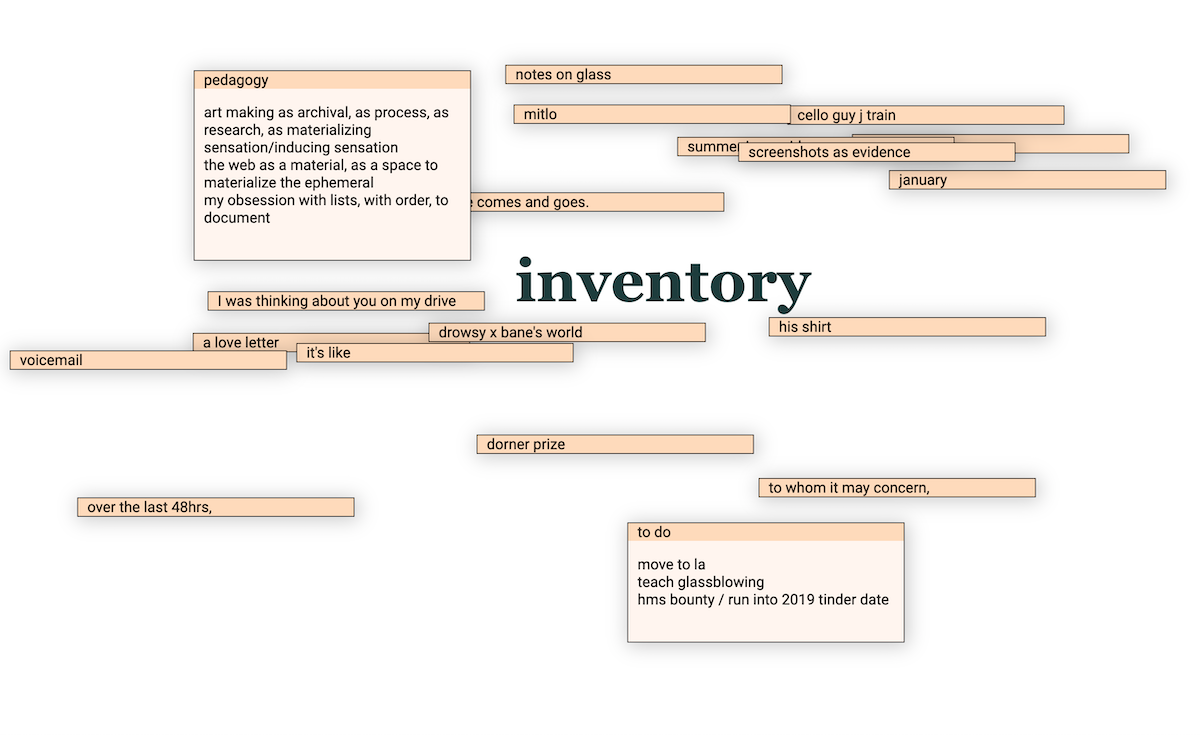 pedagogy
art making as archival, as process, as
research, as materializing
sensation/inducing sensation
the web as a material, as a space to
materialize the ephemeral
my obsession with lists, with order, to
document
notes on glass
mitlo
cello guy j train
screenshots as evidence
january
comes and goes.
inventory
I was thinking about you on my drive
his shirt
drowsy x bane's world
a love letter
it's like
voicemail
dorner prize
to whom it may concern,
over the last 48hrs,
to do
move to la
teach glassblowing
hms bounty / run into 2019 tinder date